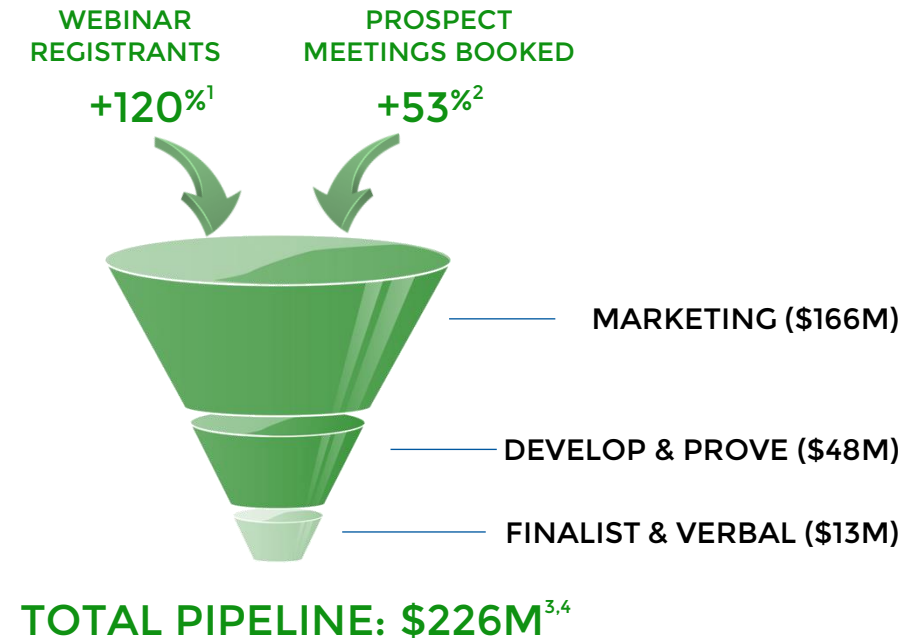 WEBINAR
REGISTRANTS
+120%¹
PROSPECT
MEETINGS BOOKED
+53%²
MARKETING ($166M)
DEVELOP & PROVE ($48M)
FINALIST & VERBAL ($13M)
TOTAL PIPELINE: $226M³,⁴